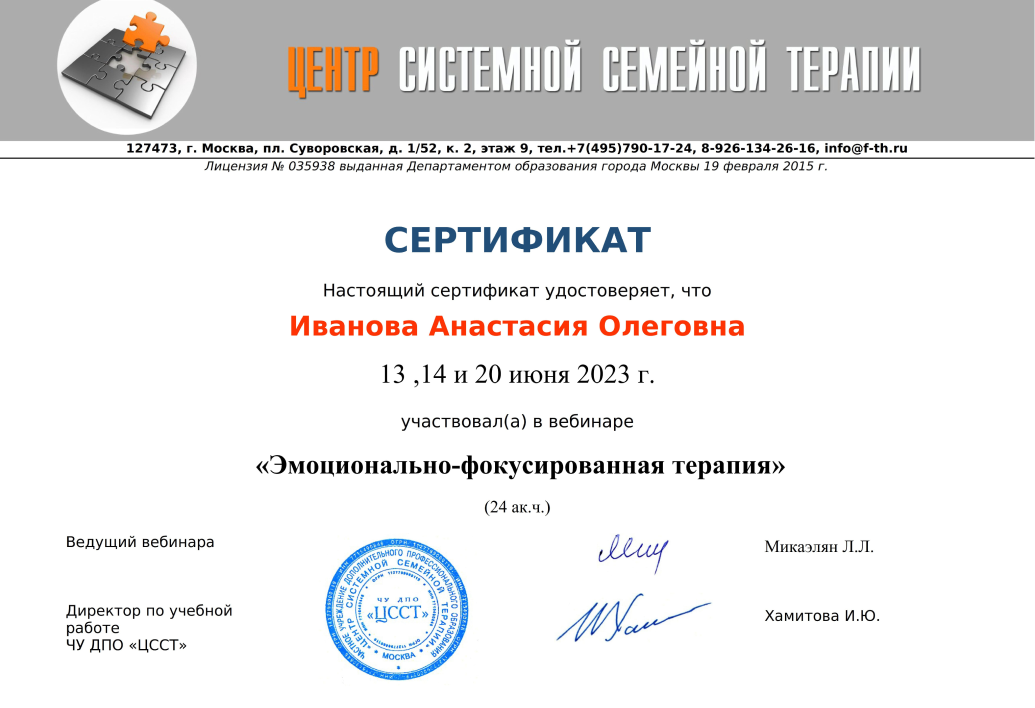 ЦЕНТР СИСТЕМНОЙ СЕМЕЙНОЙ ТЕРАПИИ
127473, г. Москва, пл. Суворовская, д. 1/52, к. 2, этаж 9, тел.+7(495)790-17-24, 8-926-134-26-16, info@f-th.ru
Лицензия № 035938 выданная Департаментом образования города Москвы 19 февраля 2015 г.
СЕРТИФИКАТ
Настоящий сертификат удостоверяет, что
Иванова Анастасия Олеговна
13 ,14 и 20 июня 2023 г.
участвовал(а) в вебинаре
«Эмоционально-фокусированная терапия»
(24 ак.ч.)
Ведущий вебинара
Микаэлян Л.Л.
Директор по учебной
работе
ЧУ ДПО «ЦССТ»
Хамитова И.Ю.
ЧАСТНОЕ УЧРЕЖДЕНИЕ ДОПОЛНИТЕЛЬНОГО ПРОФЕССИОНАЛЬНОГО ОБРАЗОВАНИЯ
«ЦЕНТР СИСТЕМНОЙ СЕМЕЙНОЙ ТЕРАПИИ»
ЧУ ДПО
«ЦССТ»
* МОСКВА *